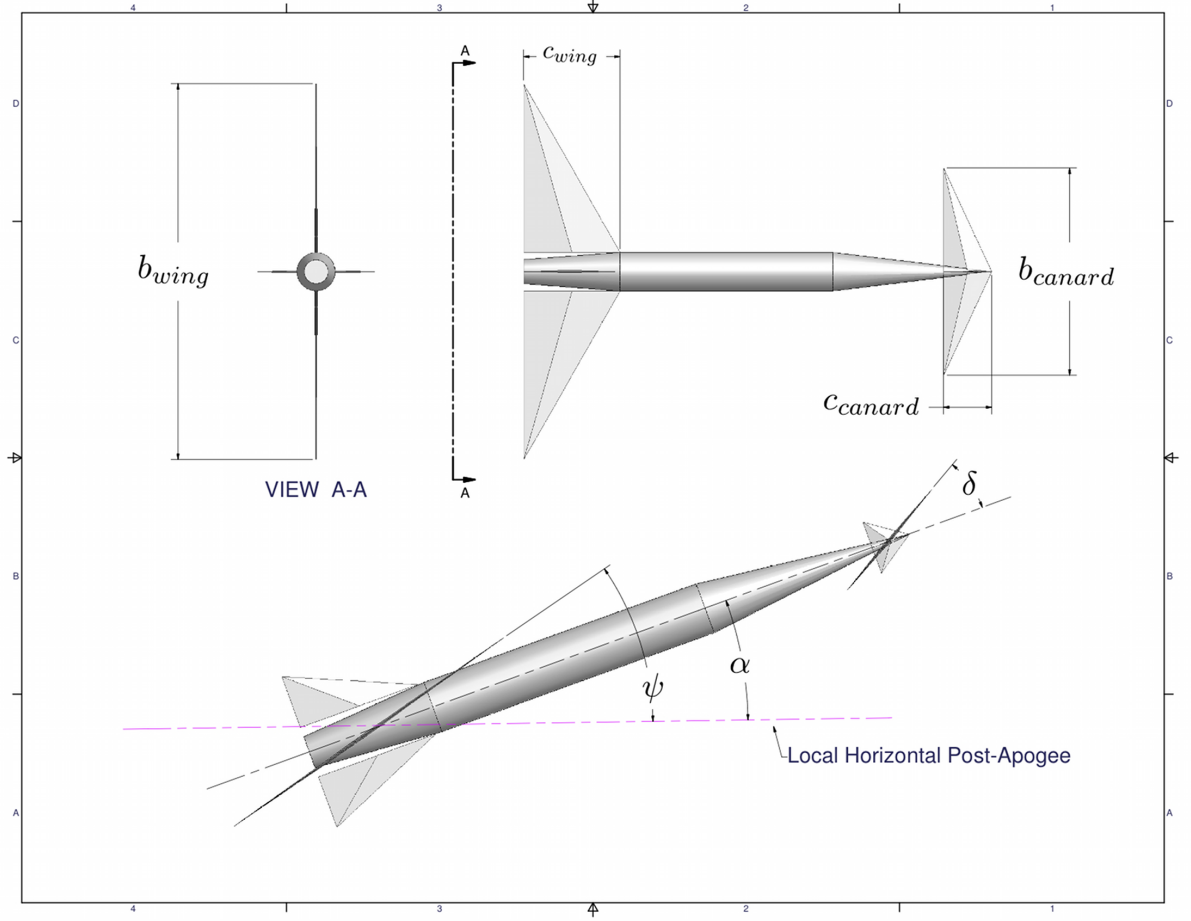 4 3 2 1
A
c_wing
D D
b_wing
b_canard
C C
c_canard
VIEW A-A
A
δ
B B
α
ψ
Local Horizontal Post-Apogee
A A
4 3 2 1